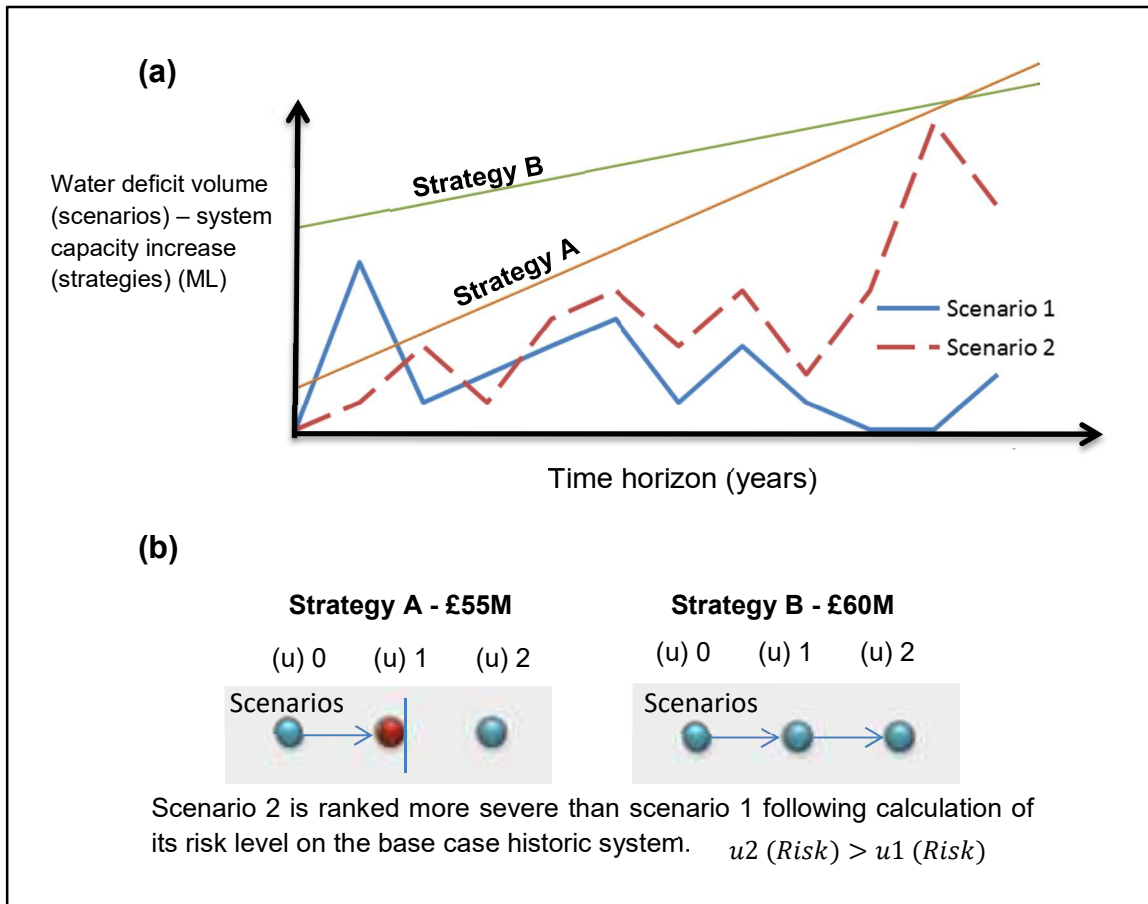 (a)
Water deficit volume
(scenarios) – system
capacity increase
(strategies) (ML)
Strategy B
Strategy A
Scenario 1
Scenario 2
Time horizon (years)
(b)
Strategy A - £55M
(u) 0 (u) 1 (u) 2
Scenarios
Strategy B - £60M
(u) 0 (u) 1 (u) 2
Scenarios
Scenario 2 is ranked more severe than scenario 1 following calculation of
its risk level on the base case historic system. u2 (Risk) > u1 (Risk)